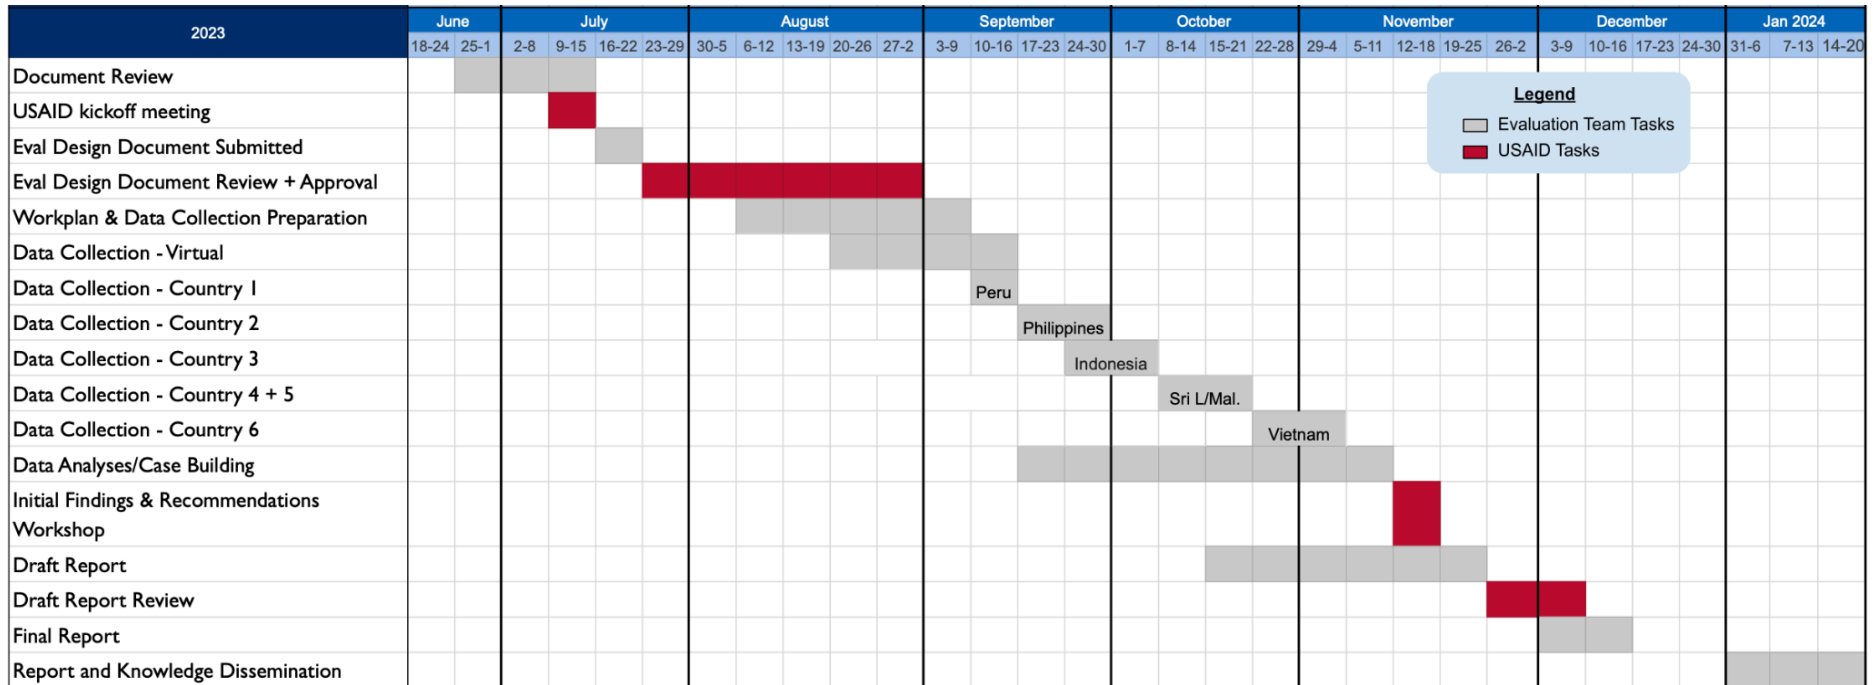 2023
June July August September October November December Jan 2024
18-24 25-1 2-8 9-15 16-22 23-29 30-5 6-12 13-19 20-26 27-2 3-9 10-16 17-23 24-30 1-7 8-14 15-21 22-28 29-4 5-11 12-18 19-25 26-2 3-9 10-16 17-23 24-30 31-6 7-13 14-20
Document Review
Legend
USAID kickoff meeting
Evaluation Team Tasks
Eval Design Document Submitted
USAID Tasks
Eval Design Document Review + Approval
Workplan & Data Collection Preparation
Data Collection - Virtual
Data Collection - Country 1
Peru
Data Collection - Country 2
Philippines
Data Collection - Country 3
Indonesia
Data Collection - Country 4 + 5
Sri L/Mal.
Data Collection - Country 6
Vietnam
Data Analyses/Case Building
Initial Findings & Recommendations
Workshop
Draft Report
Draft Report Review
Final Report
Report and Knowledge Dissemination